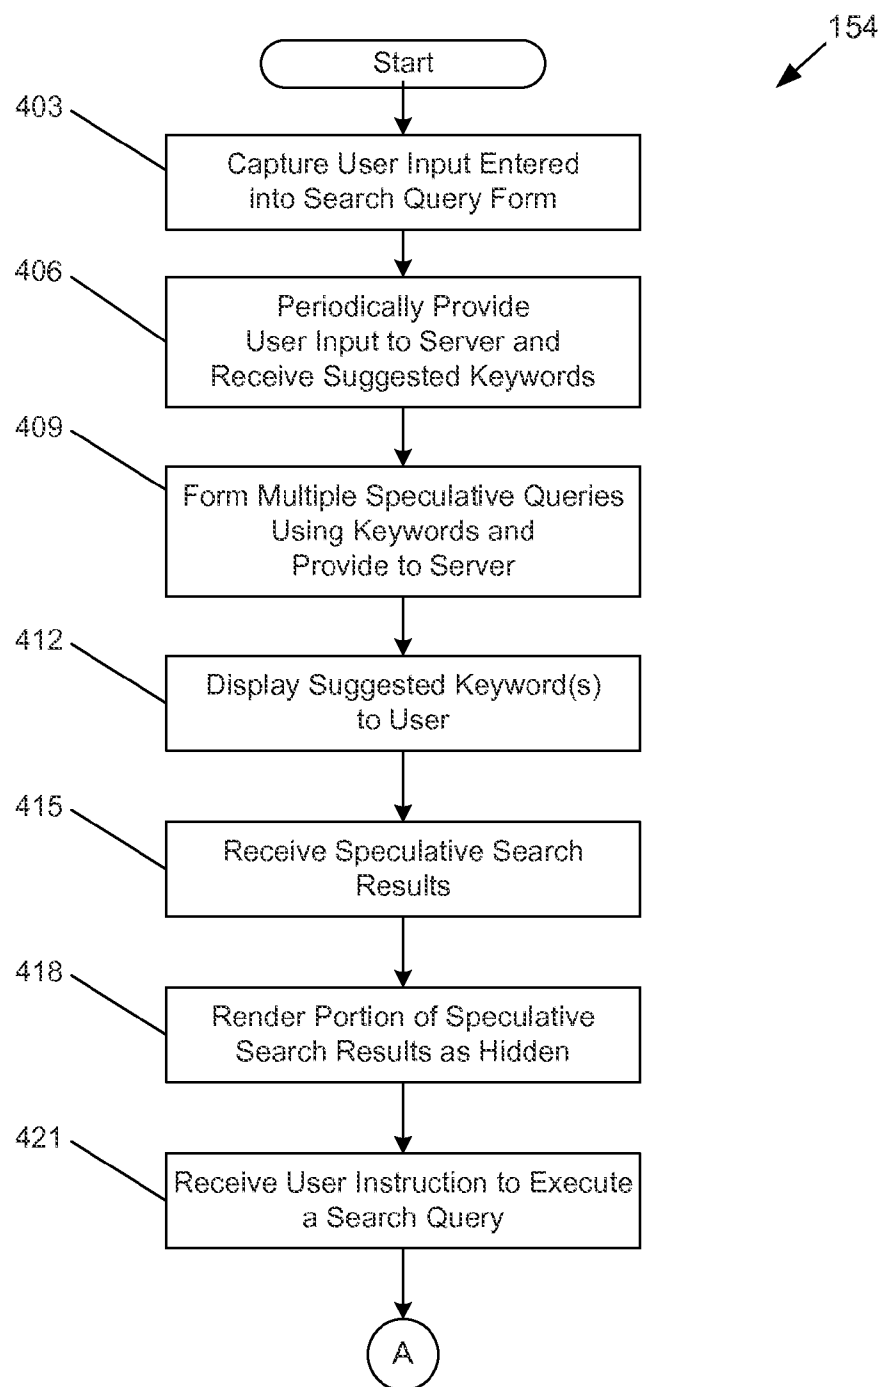 154
Start
403
Capture User Input Entered
into Search Query Form
406
Periodically Provide
User Input to Server and
Receive Suggested Keywords
409
Form Multiple Speculative Queries
Using Keywords and
Provide to Server
412
Display Suggested Keyword(s)
to User
415
Receive Speculative Search
Results
418
Render Portion of Speculative
Search Results as Hidden
421
Receive User Instruction to Execute
a Search Query
A